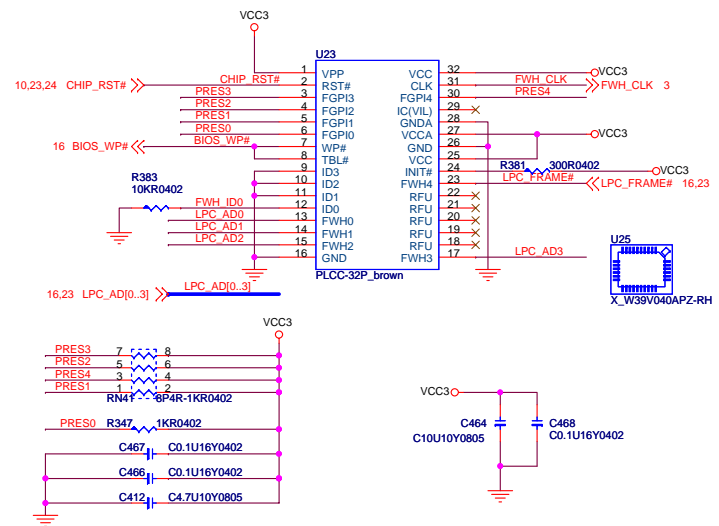 VCC3
U23
1 VPP VCC 32 VCC3
10,23,24 CHIP_RST# CHIP_RST# 2 RST# CLK 31 FWH_CLK FWH_CLK 3
PRES3 3 FGPI3 FGPI4 30 PRES4
PRES2 4 FGPI2 IC(VIL) 29
PRES1 5 FGPI1 GNDA 28
PRES0 6 FGPI0 VCCA 27 VCC3
16 BIOS_WP# BIOS_WP# 7 WP# GND 26
8 TBL# VCC 25
9 ID3 INIT# 24 R381 300R0402 VCC3
R383
10KR0402
10 ID2 FWH4 23 LPC_FRAME# LPC_FRAME# 16,23
11 ID1 RFU 22
FWH_ID0 12 ID0 RFU 21
LPC_AD0 13 FWH0 RFU 20
LPC_AD1 14 FWH1 RFU 19
LPC_AD2 15 FWH2 RFU 18
16 GND FWH3 17 LPC_AD3
PLCC-32P_brown
U25
X_W39V040APZ-RH
16,23 LPC_AD[0..3] LPC_AD[0..3]
VCC3
PRES3 7 8
PRES2 5 6
PRES4 3 4
PRES1 1 2
RN41 8P4R-1KR0402
PRES0 R347 1KR0402
C467 C0.1U16Y0402
C466 C0.1U16Y0402
C412 C4.7U10Y0805
VCC3
C464
C10U10Y0805
C468
C0.1U16Y0402